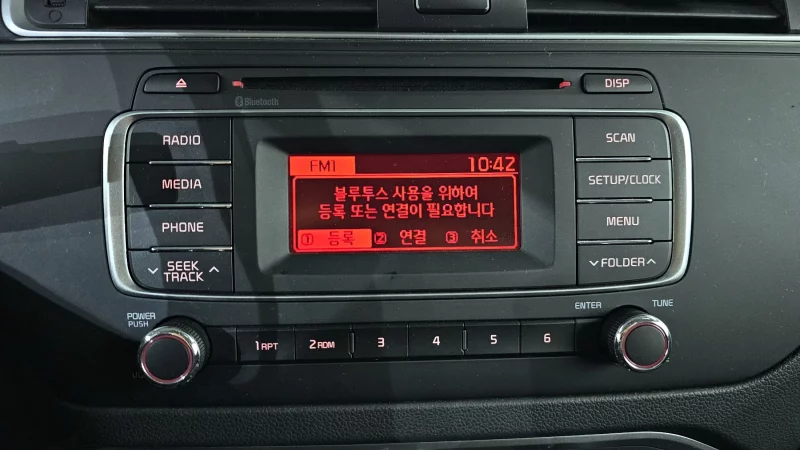 DISP
Bluetooth
RADIO
MEDIA
PHONE
SEEK
TRACK
FM1
10:42
블루투스 사용을 위하여
등록 또는 연결이 필요합니다
1 등록 2 연결 3 취소
SCAN
SETUP/CLOCK
MENU
FOLDER
POWER
PUSH
1 RPT
2 RDM
3
4
5
6
ENTER
TUNE